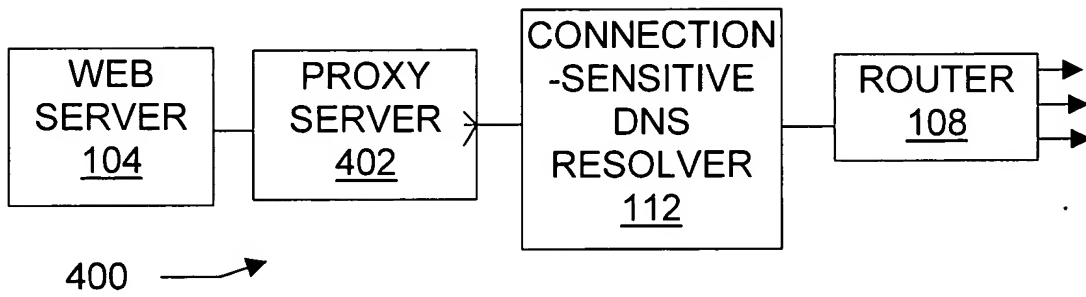 WEB
SERVER
104
PROXY
SERVER
402
CONNECTION
-SENSITIVE
DNS
RESOLVER
112
ROUTER
108
400